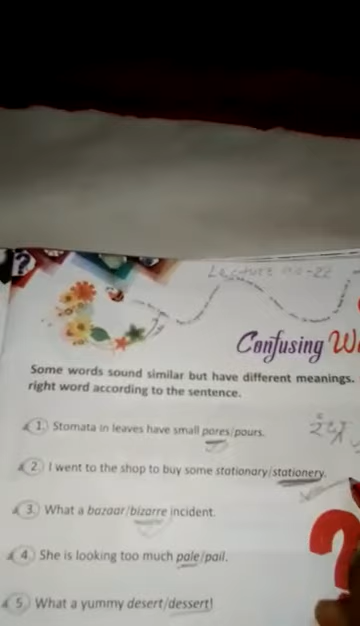 Confusing
Some words sound similar but have different meanings.
right word according to the sentence.
1. Stomata in leaves have small pores/pours.
2. I went to the shop to buy some stationary/stationery.
3. What a bazaar/bizarre incident.
4. She is looking too much pale/pail.
5. What a yummy desert/dessert!